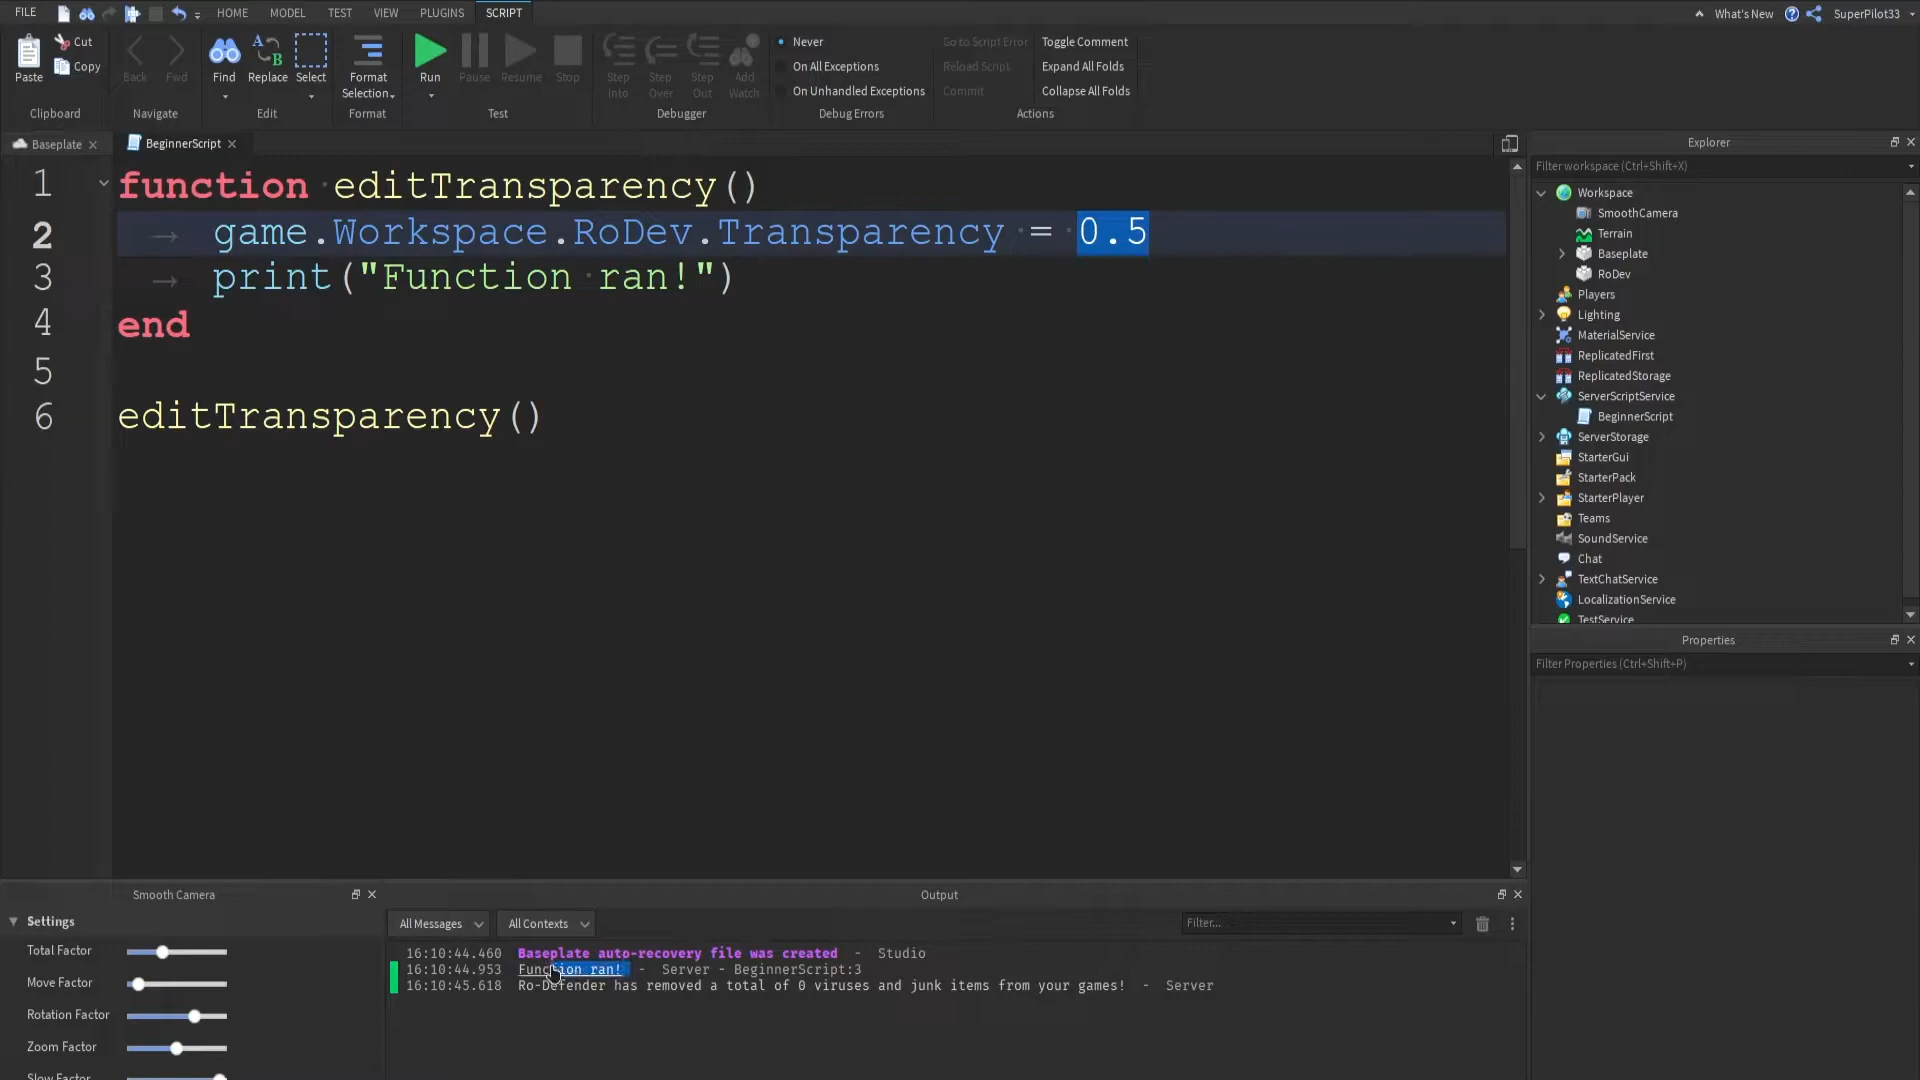 FILE HOME MODEL TEST VIEW PLUGINS SCRIPT What's New SuperPilot33
Paste Cut Copy
Clipboard
Back Fwd
Navigate
Find Replace Select
Edit
Format Selection
Format
Run Pause Resume Stop
Test
Step Into Step Over Step Out Add Watch
Debugger
Never
On All Exceptions
On Unhandled Exceptions
Debug Errors
Go to Script Error
Reload Script
Commit
Toggle Comment
Expand All Folds
Collapse All Folds
Actions
Baseplate BeginnerScript
1 function editTransparency()
2 game.Workspace.RoDev.Transparency = 0.5
3 print("Function ran!")
4 end
5
6 editTransparency()
Explorer
Filter workspace (Ctrl+Shift+X)
Workspace
SmoothCamera
Terrain
Baseplate
RoDev
Players
Lighting
MaterialService
ReplicatedFirst
ReplicatedStorage
ServerScriptService
BeginnerScript
ServerStorage
StarterGui
StarterPack
StarterPlayer
Teams
SoundService
Chat
TextChatService
LocalizationService
TestService
Properties
Filter Properties (Ctrl+Shift+P)
Smooth Camera
Settings
Total Factor
Move Factor
Rotation Factor
Zoom Factor
Slow Factor
Output
All Messages All Contexts Filter...
16:10:44.460 Baseplate auto-recovery file was created - Studio
16:10:44.953 Function ran! - Server - BeginnerScript:3
16:10:45.618 Ro-Defender has removed a total of 0 viruses and junk items from your games! - Server